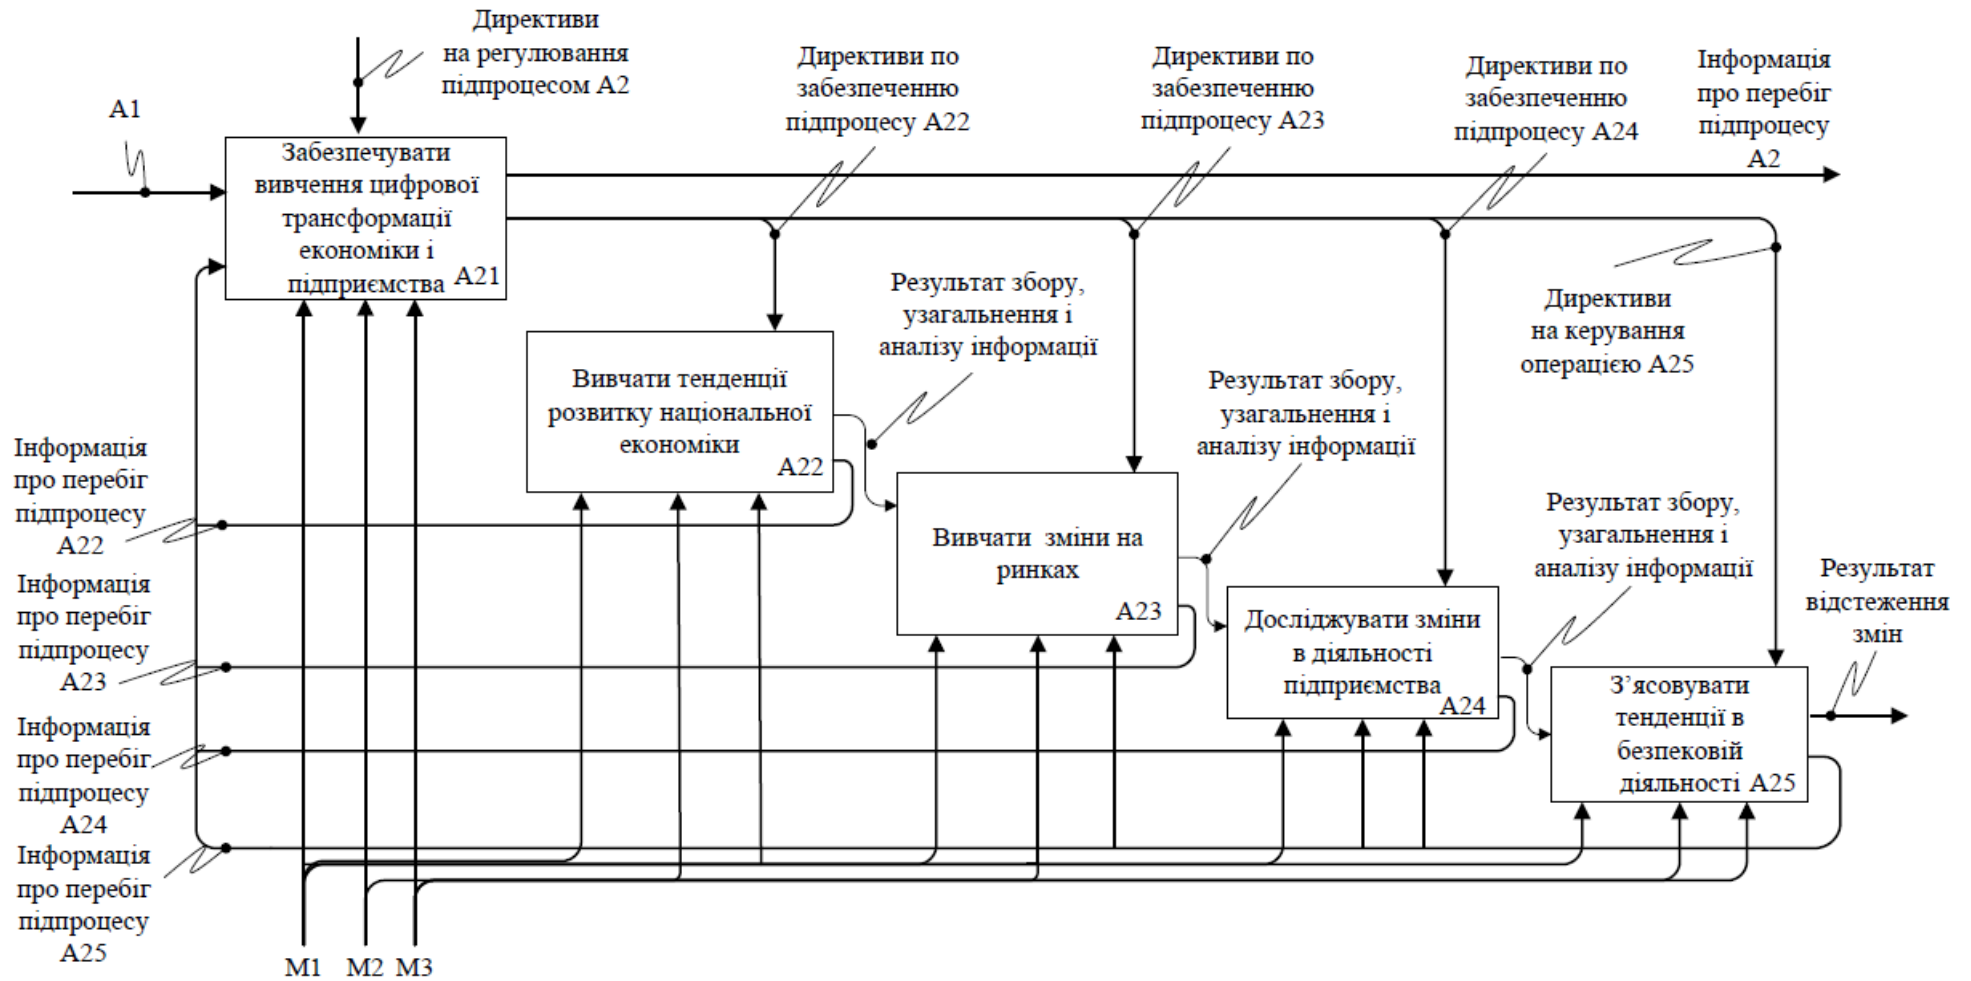 Директиви
на регулювання
підпроцесом А2
А1
Директиви по
забезпеченню
підпроцесу А22
Директиви по
забезпеченню
підпроцесу А23
Директиви по
забезпеченню
підпроцесу А24
Інформація
про перебіг
підпроцесу
А2
Забезпечувати
вивчення цифрової
трансформації
економіки і
підприємства А21
Результат збору,
узагальнення і
аналізу інформації
Директиви
на керування
операцією А25
Вивчати тенденції
розвитку національної
економіки
А22
Результат збору,
узагальнення і
аналізу інформації
Інформація
про перебіг
підпроцесу
А22
Вивчати зміни на
ринках
А23
Результат збору,
узагальнення і
аналізу інформації
Результат
відстеження
змін
Інформація
про перебіг
підпроцесу
А23
Досліджувати зміни
в діяльності
підприємства
А24
З’ясовувати
тенденції в
безпековій
діяльності А25
Інформація
про перебіг
підпроцесу
А24
Інформація
про перебіг
підпроцесу
А25
М1 М2 М3